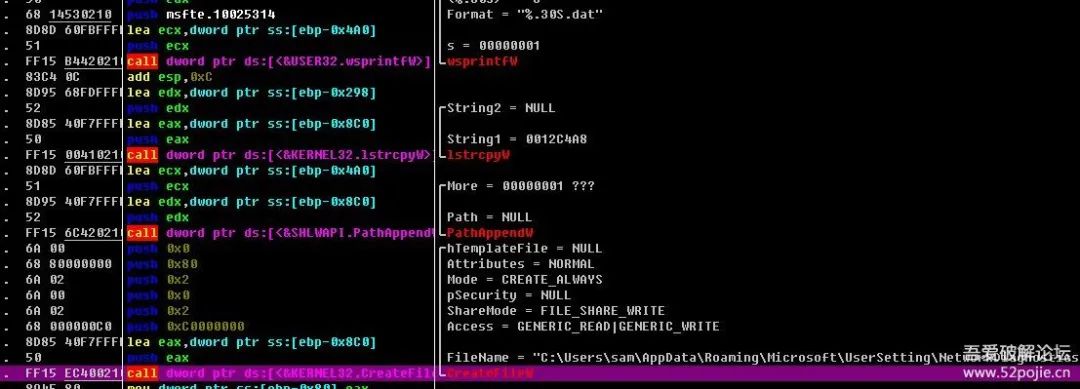 . 68 14530210 push msfte.10025314 Format = "%.30S.dat"
. 8D8D 60FBFFFF lea ecx,dword ptr ss:[ebp-0x4A0]
. 51 push ecx s = 00000001
. FF15 B4420210 call dword ptr ds:[<&USER32.wsprintfW>] wsprintfW
. 83C4 0C add esp,0xC
. 8D95 68FDFFFF lea edx,dword ptr ss:[ebp-0x298]
. 52 push edx String2 = NULL
. 8D85 40F7FFFF lea eax,dword ptr ss:[ebp-0x8C0]
. 50 push eax String1 = 0012C4A8
. FF15 00410210 call dword ptr ds:[<&KERNEL32.lstrcpyW>] lstrcpyW
. 8D8D 60FBFFFF lea ecx,dword ptr ss:[ebp-0x4A0]
. 51 push ecx More = 00000001 ???
. 8D95 40F7FFFF lea edx,dword ptr ss:[ebp-0x8C0]
. 52 push edx Path = NULL
. FF15 6C420210 call dword ptr ds:[<&SHLWAPI.PathAppendW PathAppendW
. 6A 00 push 0x0 hTemplateFile = NULL
. 68 80000000 push 0x80 Attributes = NORMAL
. 6A 02 push 0x2 Mode = CREATE_ALWAYS
. 6A 00 push 0x0 pSecurity = NULL
. 6A 02 push 0x2 ShareMode = FILE_SHARE_WRITE
. 68 000000C0 push 0xC0000000 Access = GENERIC_READ|GENERIC_WRITE
. 8D85 40F7FFFF lea eax,dword ptr ss:[ebp-0x8C0]
. 50 push eax FileName = "C:\Users\sam\AppData\Roaming\Microsoft\UserSetting\
. FF15 EC400210 call dword ptr ds:[<&KERNEL32.CreateFile CreateFileW
吾爱破解论坛
www.52pojie.cn